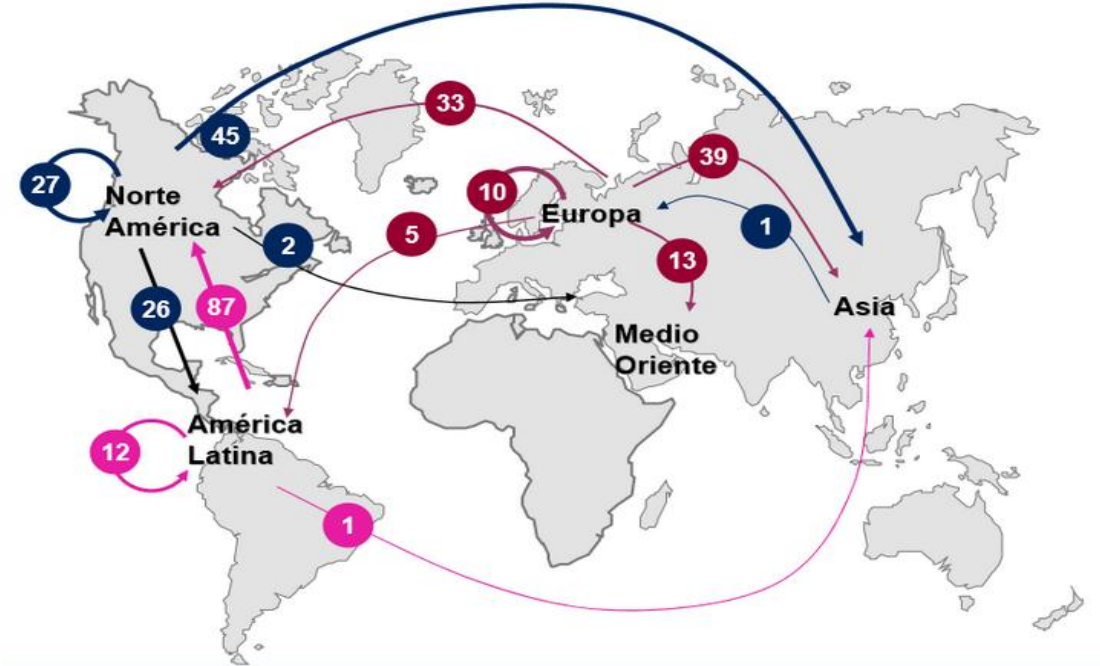 33
45
39
27
10
Norte
América
Europa
5
1
2
13
26
87
Asia
Medio
Oriente
América
Latina
12
1